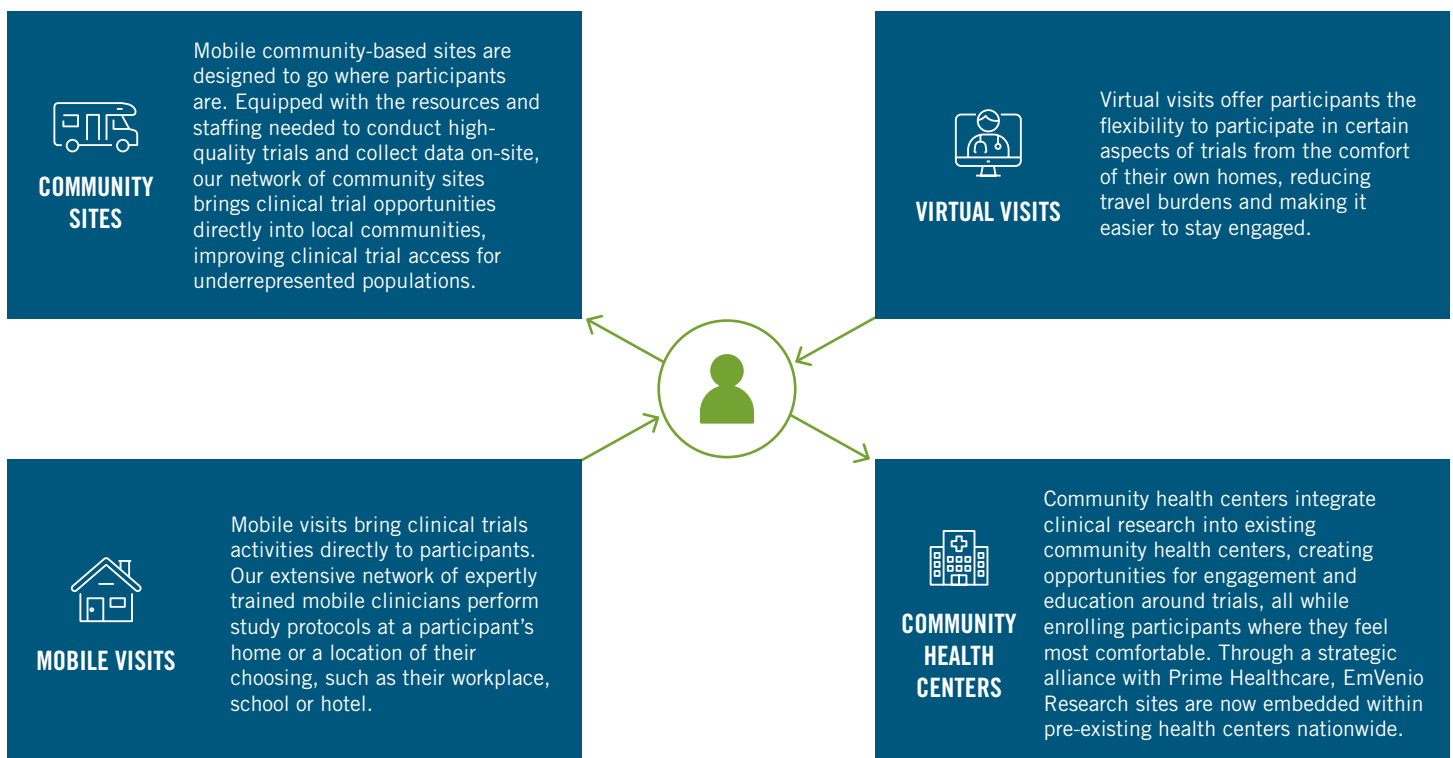 COMMUNITY
SITES
Mobile community-based sites are
designed to go where participants
are. Equipped with the resources and
staffing needed to conduct high-
quality trials and collect data on-site,
our network of community sites
brings clinical trial opportunities
directly into local communities,
improving clinical trial access for
underrepresented populations.
VIRTUAL VISITS
Virtual visits offer participants the
flexibility to participate in certain
aspects of trials from the comfort
of their own homes, reducing
travel burdens and making it
easier to stay engaged.
MOBILE VISITS
Mobile visits bring clinical trials
activities directly to participants.
Our extensive network of expertly
trained mobile clinicians perform
study protocols at a participant's
home or a location of their
choosing, such as their workplace,
school or hotel.
COMMUNITY
HEALTH
CENTERS
Community health centers integrate
clinical research into existing
community health centers, creating
opportunities for engagement and
education around trials, all while
enrolling participants where they feel
most comfortable. Through a strategic
alliance with Prime Healthcare, EmVenio
Research sites are now embedded within
pre-existing health centers nationwide.